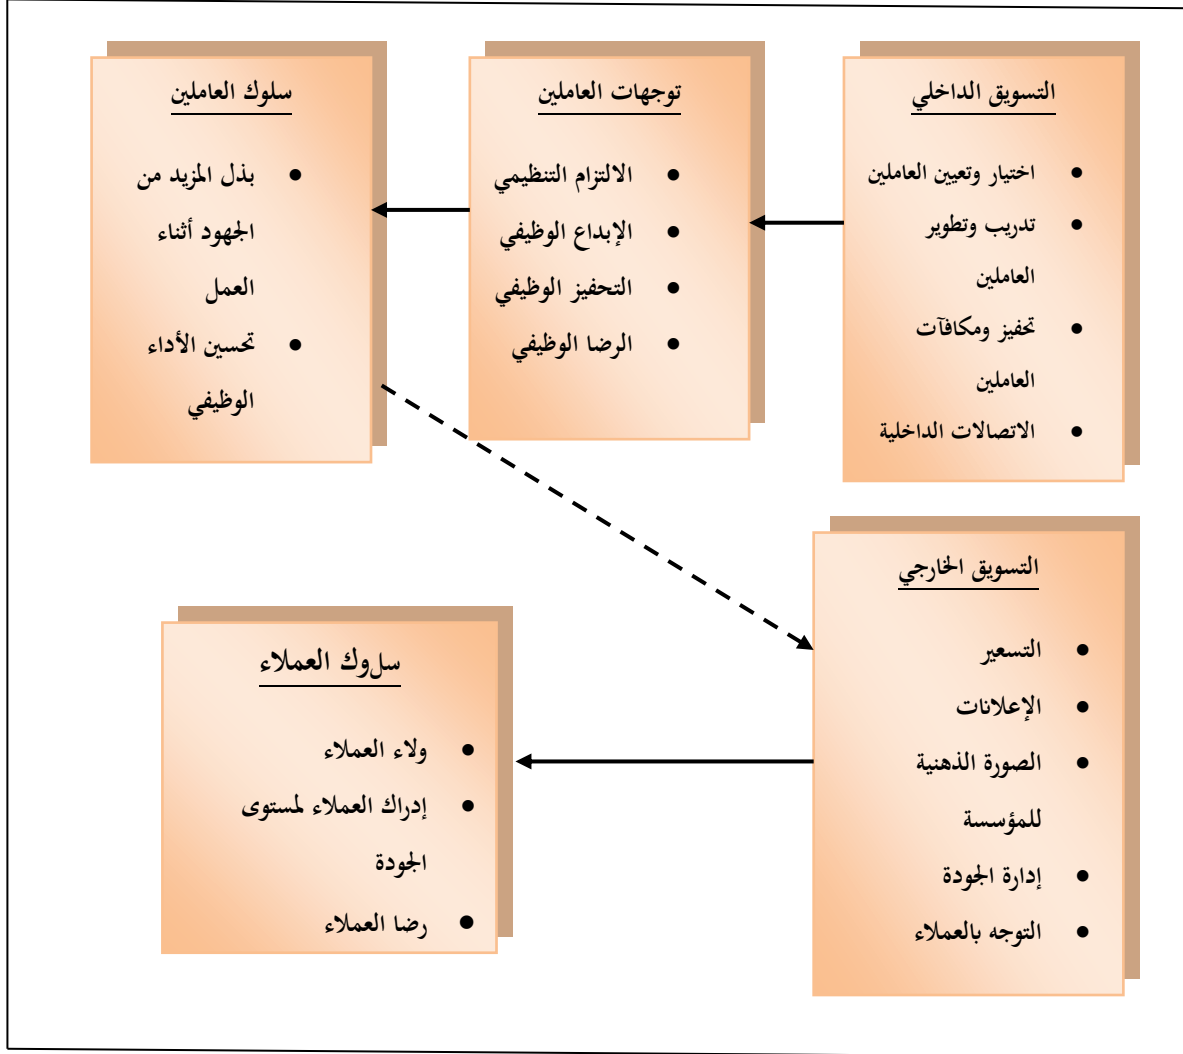 التسويق الداخلي
• اختيار وتعيين العاملين
• تدريب وتطوير
العاملين
• تحفيز ومكافآت
العاملين
• الاتصالات الداخلية
توجهات العاملين
• الالتزام التنظيمي
• الإبداع الوظيفي
• التحفيز الوظيفي
• الرضا الوظيفي
سلوك العاملين
• بذل المزيد من
الجهود أثناء
العمل
• تحسين الأداء
الوظيفي
التسويق الخارجي
• التسعير
• الإعلانات
• الصورة الذهنية
للمؤسسة
• إدارة الجودة
• التوجه بالعملاء
سلوك العملاء
• ولاء العملاء
• إدراك العملاء لمستوى
الجودة
• رضا العملاء